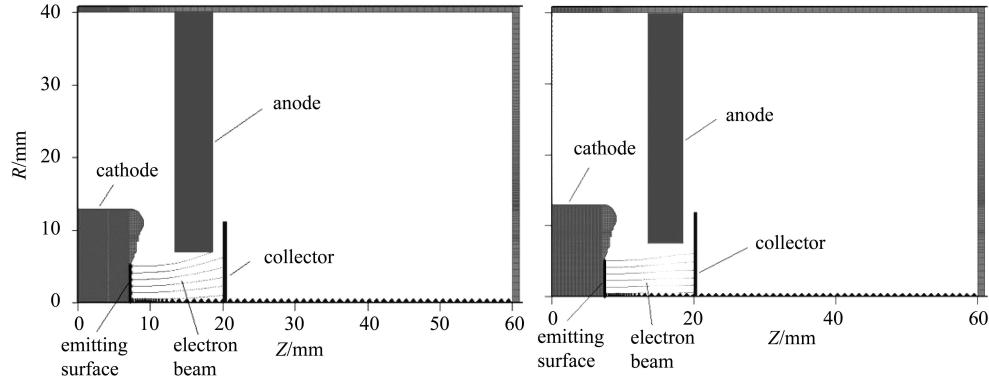 40
30
20
10
0
R/mm
anode
cathode
collector
0
10
20
30
40
50
60
Z/mm
emitting
surface
electron
beam
anode
cathode
collector
0
20
40
60
Z/mm
emitting
surface
electron
beam